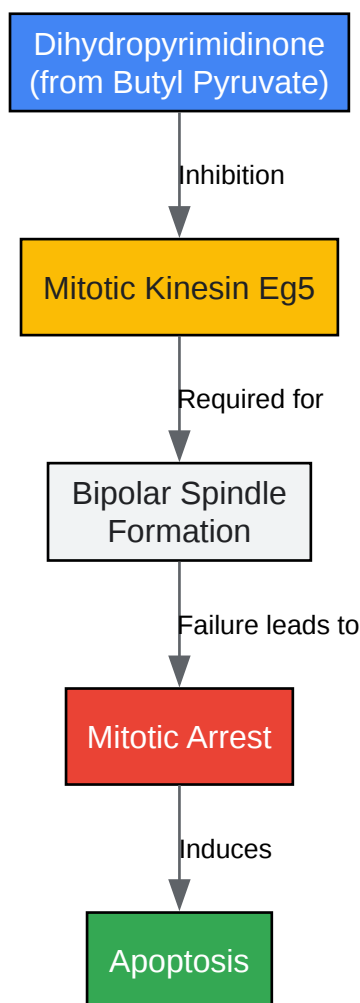 Dihydropyrimidinone
(from Butyl Pyruvate)
Inhibition
Mitotic Kinesin Eg5
Required for
Bipolar Spindle
Formation
Failure leads to
Mitotic Arrest
Induces
Apoptosis